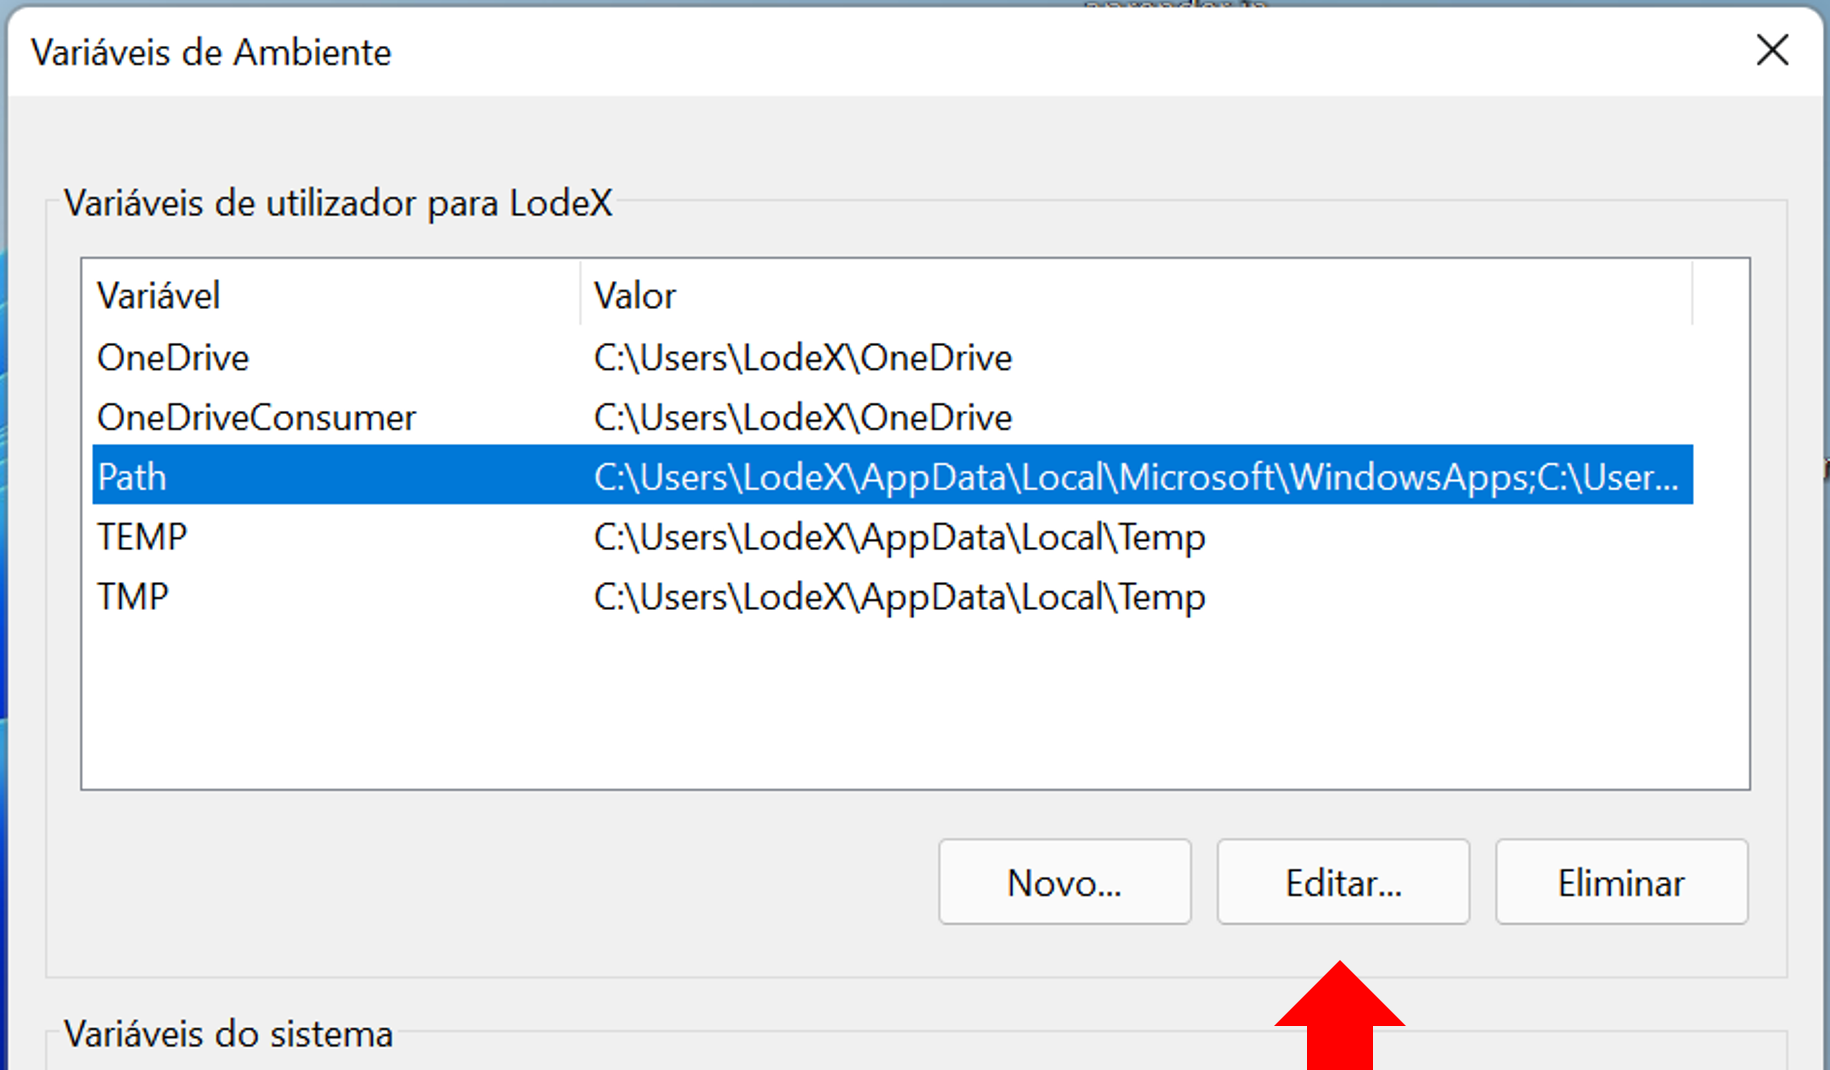 Variáveis de Ambiente
Variáveis de utilizador para LodeX
Variável Valor
OneDrive C:\Users\LodeX\OneDrive
OneDriveConsumer C:\Users\LodeX\OneDrive
Path C:\Users\LodeX\AppData\Local\Microsoft\WindowsApps;C:\User...
TEMP C:\Users\LodeX\AppData\Local\Temp
TMP C:\Users\LodeX\AppData\Local\Temp
Novo... Editar... Eliminar
Variáveis do sistema